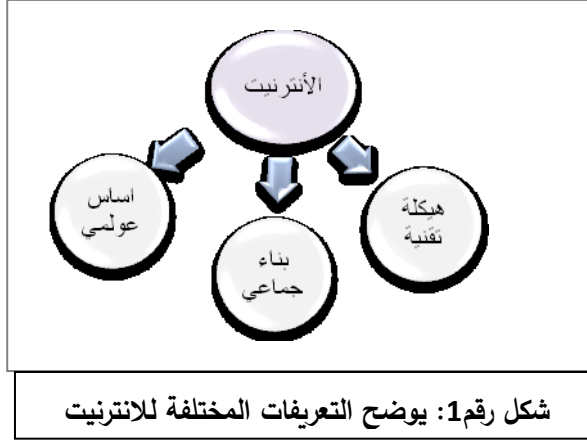 الأنترنيت
هيكلة
تقنية
بناء
جماعي
اساس
عولمي
شكل رقم1: يوضح التعريفات المختلفة للانترنيت